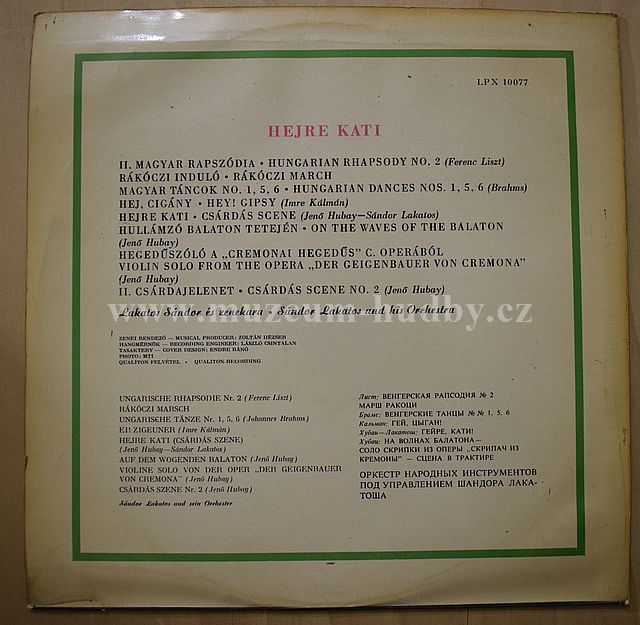 LPX 10077
HEJRE KATI
II. MAGYAR RAPSZÓDIA • HUNGARIAN RHAPSODY NO. 2 (Ferenc Liszt)
RÁKÓCZI INDULÓ • RÁKÓCZI MARCH
MAGYAR TÁNCOK NO. 1, 5, 6 • HUNGARIAN DANCES NOS. 1, 5, 6 (Brahms)
HEJ, CIGÁNY • HEY! GIPSY (Imre Kálmán)
HEJRE KATI • CSÁRDÁS SCENE (Jenő Hubay—Sándor Lakatos)
HULLÁMZÓ BALATON TETEJÉN • ON THE WAVES OF THE BALATON
(Jenő Hubay)
HEGEDŰSZÓLÓ A „CREMONAI HEGEDŰS” C. OPERÁBÓL
VIOLIN SOLO FROM THE OPERA „DER GEIGENBAUER VON CREMONA”
(Jenő Hubay)
II. CSÁRDAJELENET • CSÁRDÁS SCENE NO. 2 (Jenő Hubay)
Lakatos Sándor és zenekara • Sándor Lakatos and his Orchestra
www.muzeum-hudby.cz
ZENEI RENDEZŐ — MUSICAL PRODUCER: ZOLTÁN HÉZSER
HANGMÉRNÖK — RECORDING ENGINEER: LÁSZLÓ CSINTALAN
TASAKTERV — COVER DESIGN: ENDRE RÁNÓ
PHOTO: MTI
QUALITON FELVÉTEL • QUALITON RECORDING
UNGARISCHE RHAPSODIE Nr. 2 (Ferenc Liszt)
RÁKÓCZI MARSCH
UNGARISCHE TÄNZE Nr. 1, 5, 6 (Johannes Brahms)
EI! ZIGEUNER (Imre Kálmán)
HEJRE KATI (CSÁRDÁS SZENE)
(Jenő Hubay—Sándor Lakatos)
AUF DEM WOGENDEN BALATON (Jenő Hubay)
VIOLINE SOLO VON DER OPER „DER GEIGENBAUER
VON CREMONA” (Jenő Hubay)
CSÁRDÁS SZENE Nr. 2 (Jenő Hubay)
Sándor Lakatos und sein Orchester
Лист: ВЕНГЕРСКАЯ РАПСОДИЯ № 2
МАРШ РАКОЦИ
Брамс: ВЕНГЕРСКИЕ ТАНЦЫ №№ 1, 5. 6
Кальман: ГЕЙ, ЦЫГАН!
Хубаи—Лакатош: ГЕЙРЕ, КАТИ!
Хубаи: НА ВОЛНАХ БАЛАТОНА—
СОЛО СКРИПКИ ИЗ ОПЕРЫ „СКРИПАЧ ИЗ
КРЕМОНЫ” — СЦЕНА В ТРАКТИРЕ
ОРКЕСТР НАРОДНЫХ ИНСТРУМЕНТОВ
ПОД УПРАВЛЕНИЕМ ШАНДОРА ЛАКА-
ТОША